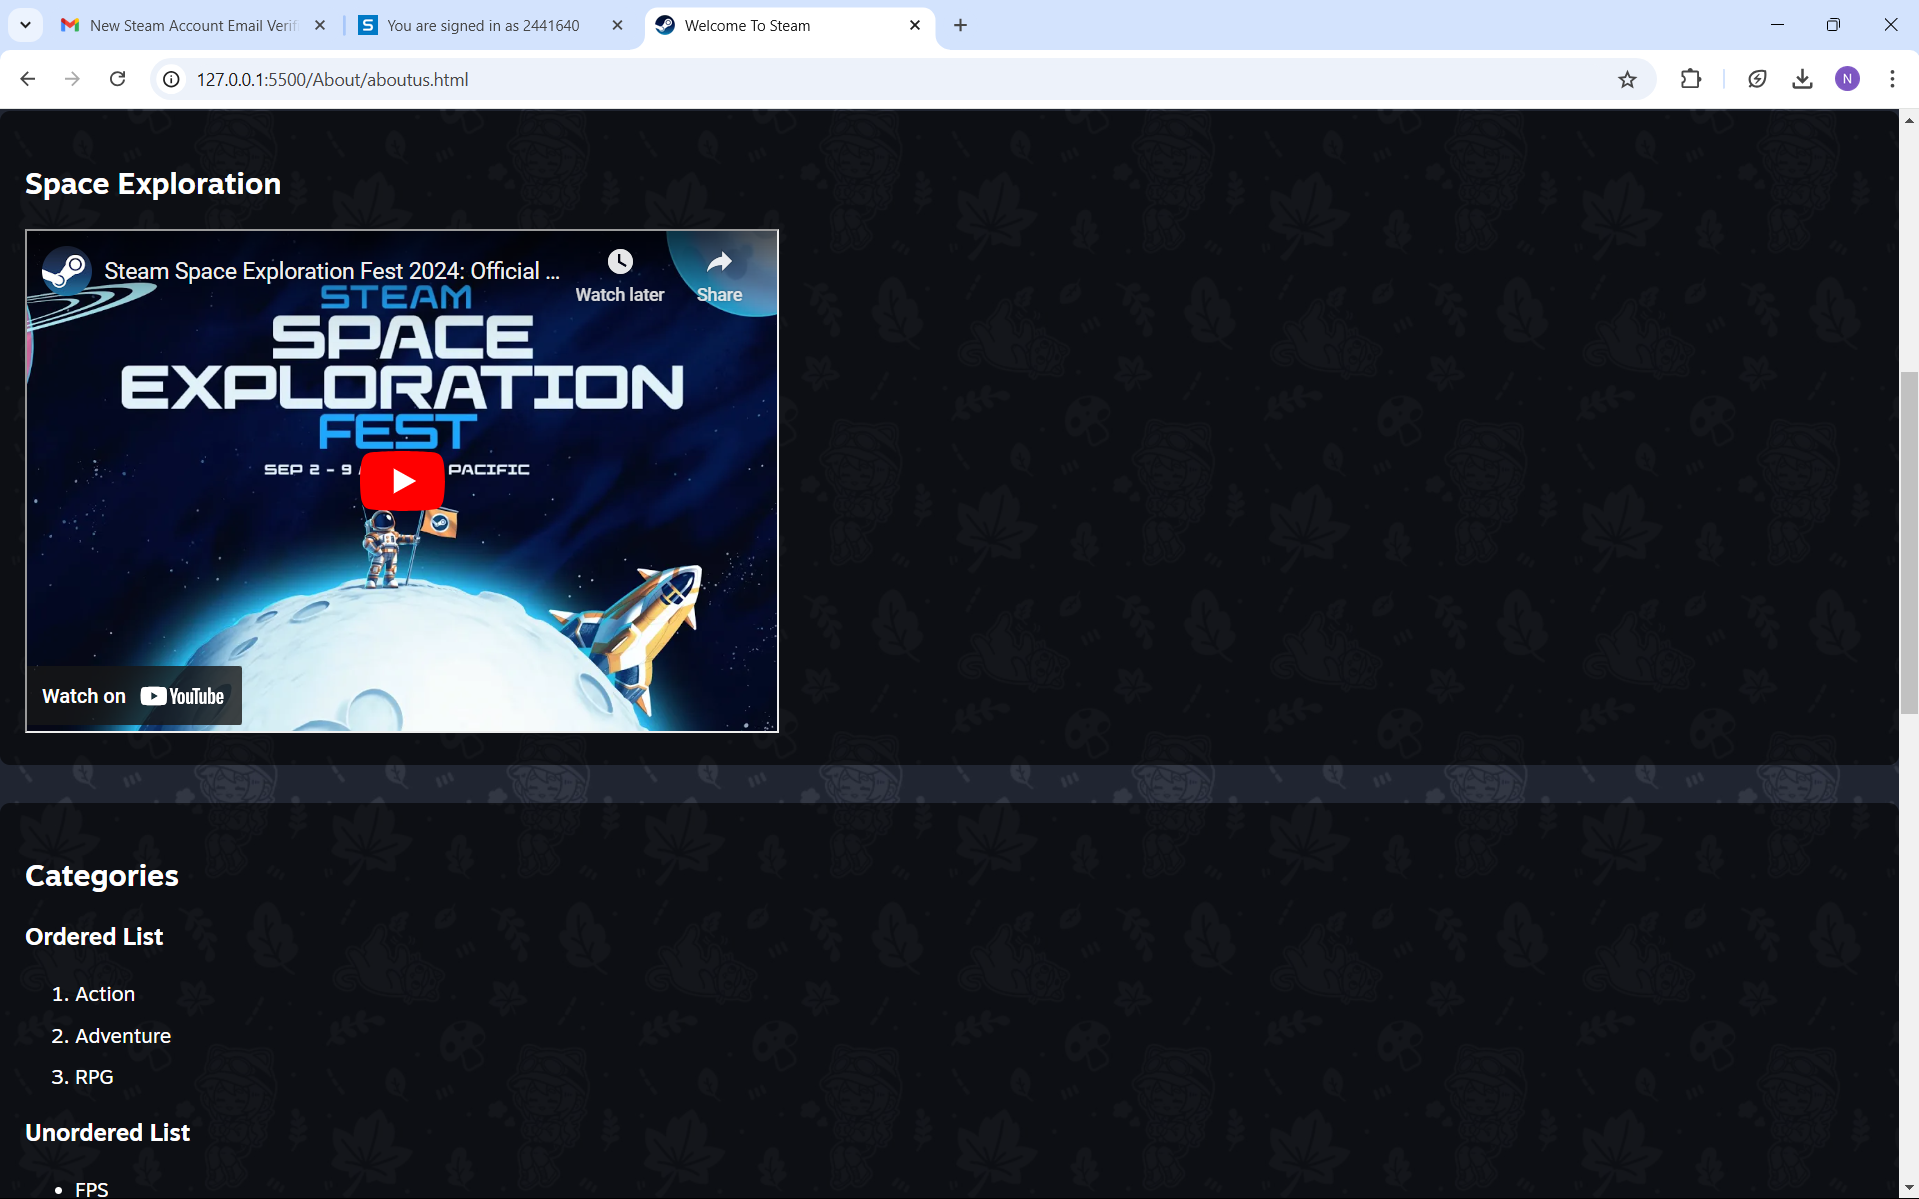 New Steam Account Email Verif
You are signed in as 2441640
Welcome To Steam
127.0.0.1:5500/About/aboutus.html
N
Space Exploration
Steam Space Exploration Fest 2024: Official ...
Watch later
Share
STEAM
SPACE
EXPLORATION
FEST
SEP 2 - 9
PACIFIC
Watch on YouTube
Categories
Ordered List
1. Action
2. Adventure
3. RPG
Unordered List
• FPS